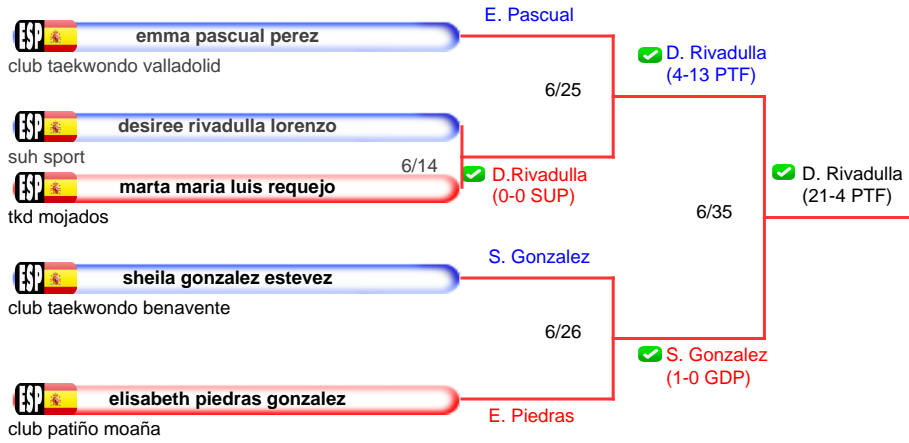 E. Pascual
ESP emma pascual perez
club taekwondo valladolid
D. Rivadulla
(4-13 PTF)
6/25
ESP desiree rivadulla lorenzo
suh sport
6/14
D.Rivadulla
(0-0 SUP)
ESP marta maria luis requejo
tkd mojados
D. Rivadulla
(21-4 PTF)
6/35
S. Gonzalez
ESP sheila gonzalez estevez
club taekwondo benavente
6/26
S. Gonzalez
(1-0 GDP)
ESP elisabeth piedras gonzalez
E. Piedras
club patiño moaña